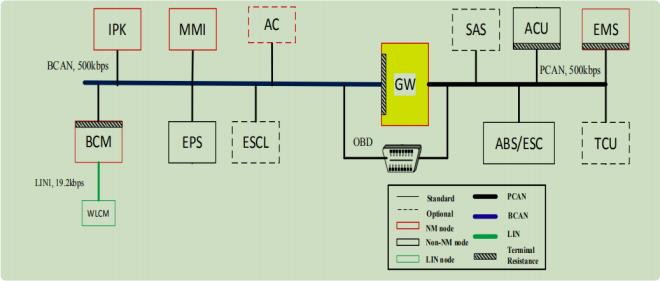 IPK
MMI
AC
SAS
ACU
EMS
BCAN, 500kbps
PCAN, 500kbps
GW
BCM
EPS
ESCL
OBD
ABS/ESC
TCU
LIN1, 19.2kbps
WLCM
Standard
PCAN
Optional
BCAN
NM node
Non-NM node
LIN
LIN node
Terminal
Resistance